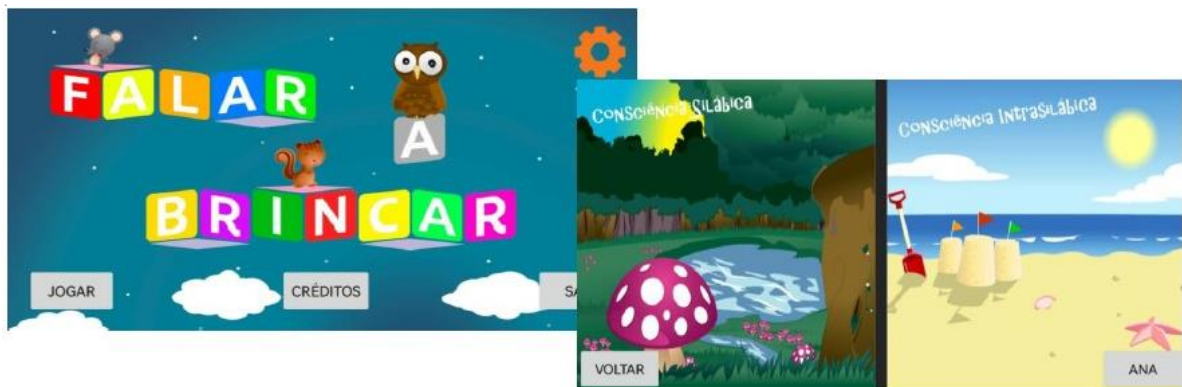 FALAR
A
BRINCAR
JOGAR
CRÉDITOS
Consciência Silábica
VOLTAR
Consciência Intrasilábica
ANA